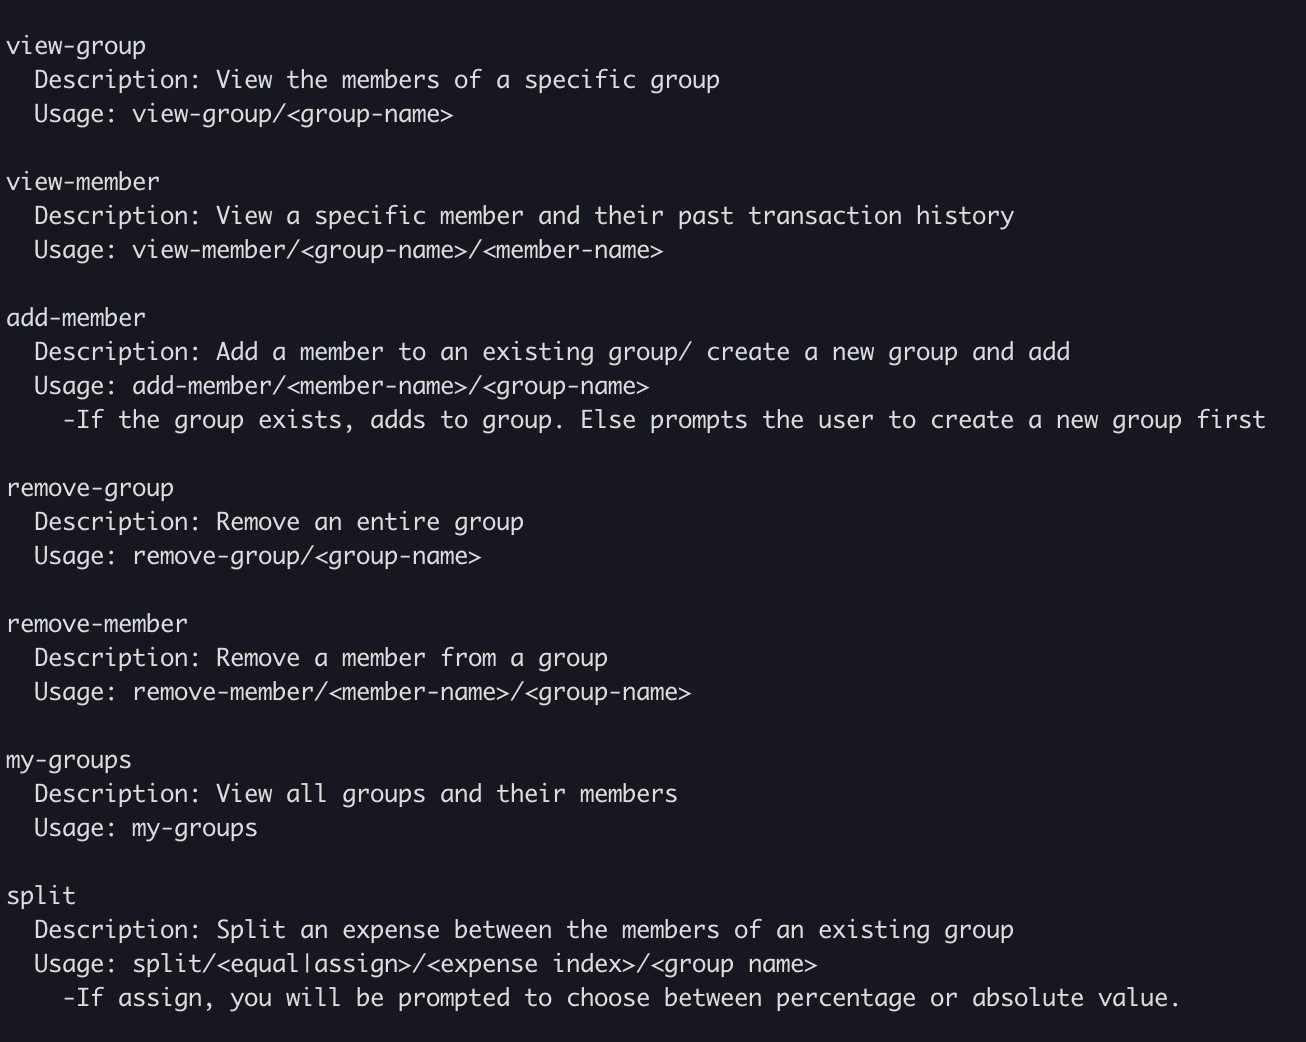 view-group
  Description: View the members of a specific group
  Usage: view-group/<group-name>

view-member
  Description: View a specific member and their past transaction history
  Usage: view-member/<group-name>/<member-name>

add-member
  Description: Add a member to an existing group/ create a new group and add
  Usage: add-member/<member-name>/<group-name>
    -If the group exists, adds to group. Else prompts the user to create a new group first

remove-group
  Description: Remove an entire group
  Usage: remove-group/<group-name>

remove-member
  Description: Remove a member from a group
  Usage: remove-member/<member-name>/<group-name>

my-groups
  Description: View all groups and their members
  Usage: my-groups

split
  Description: Split an expense between the members of an existing group
  Usage: split/<equal|assign>/<expense index>/<group name>
    -If assign, you will be prompted to choose between percentage or absolute value.